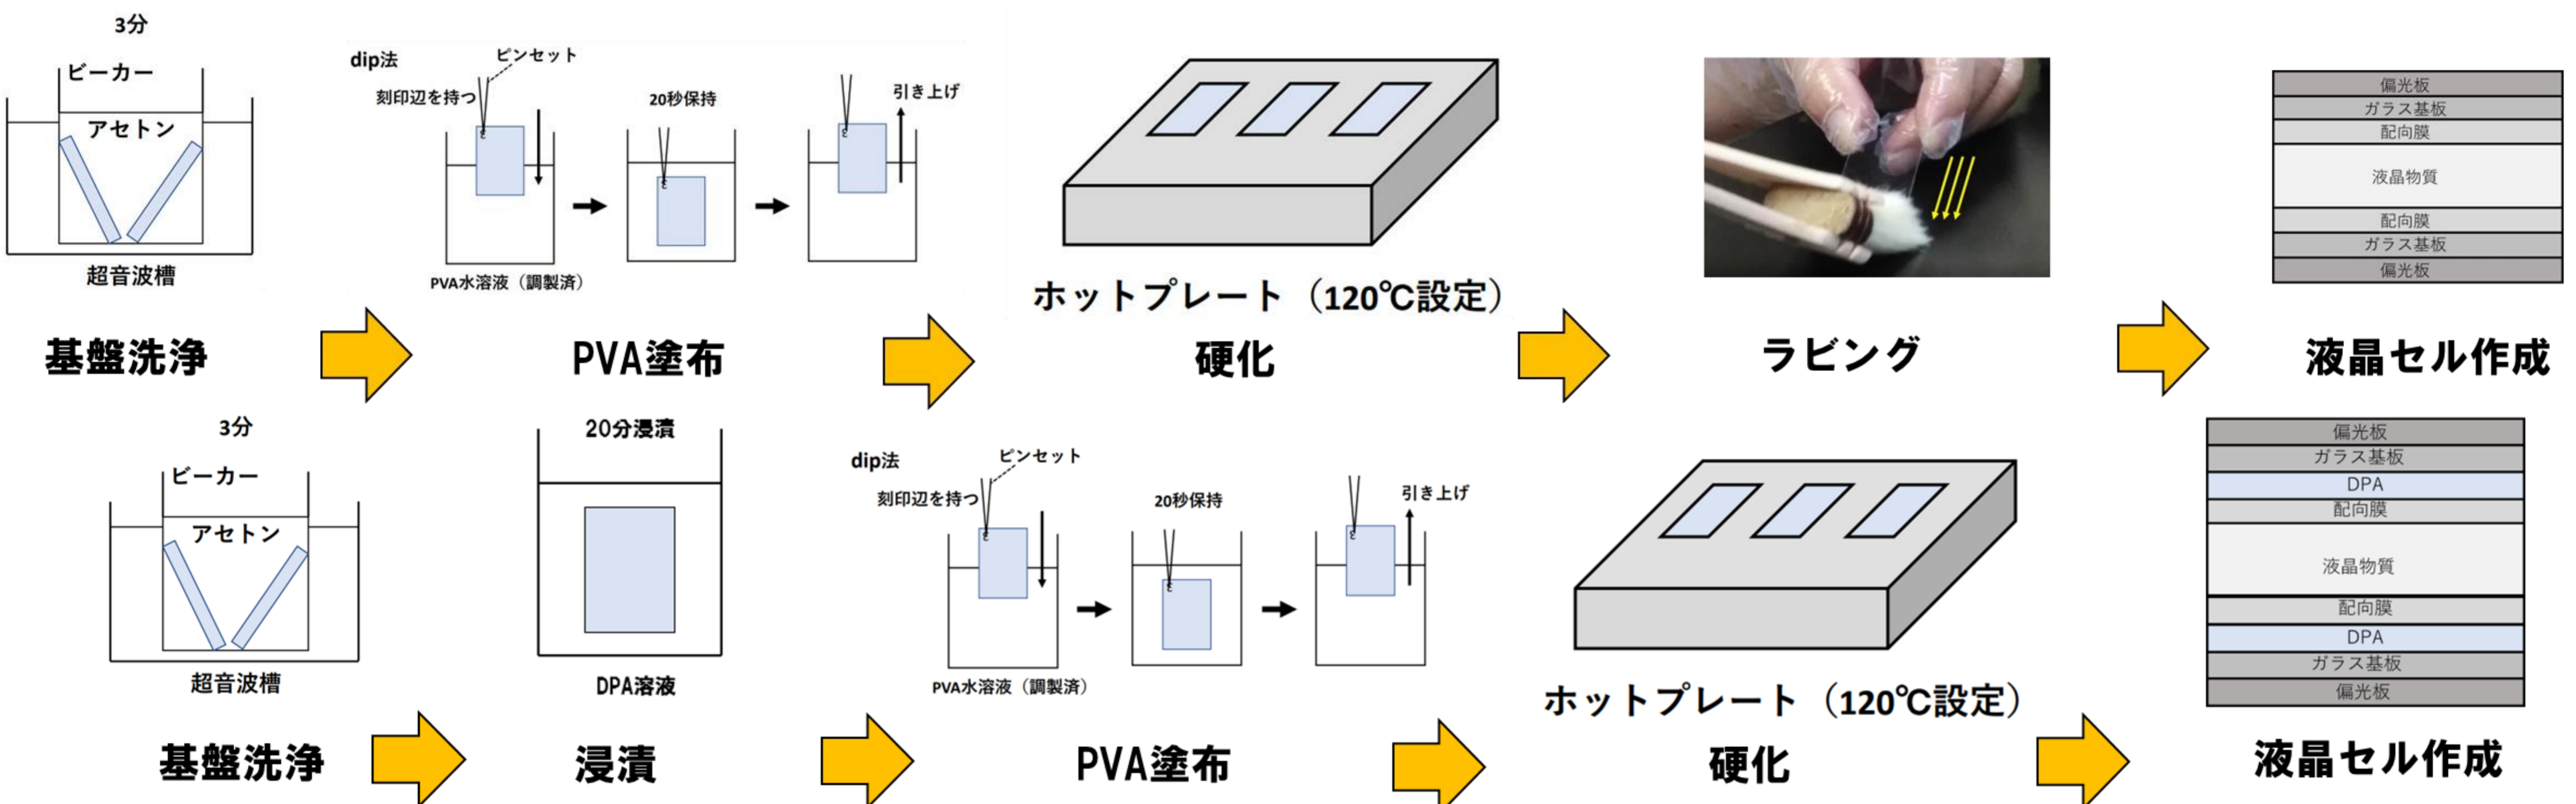 3分
ビーカー
アセトン
超音波槽
基盤洗浄
dip法
ピンセット
刻印辺を持つ
20秒保持
引き上げ
PVA水溶液（調製済）
PVA塗布
ホットプレート（120℃設定）
硬化
ラビング
偏光板
ガラス基板
配向膜
液晶物質
配向膜
ガラス基板
偏光板
液晶セル作成
3分
ビーカー
アセトン
超音波槽
基盤洗浄
20分浸漬
DPA溶液
浸漬
dip法
ピンセット
刻印辺を持つ
20秒保持
引き上げ
PVA水溶液（調製済）
PVA塗布
ホットプレート（120℃設定）
硬化
偏光板
ガラス基板
DPA
配向膜
液晶物質
配向膜
DPA
ガラス基板
偏光板
液晶セル作成